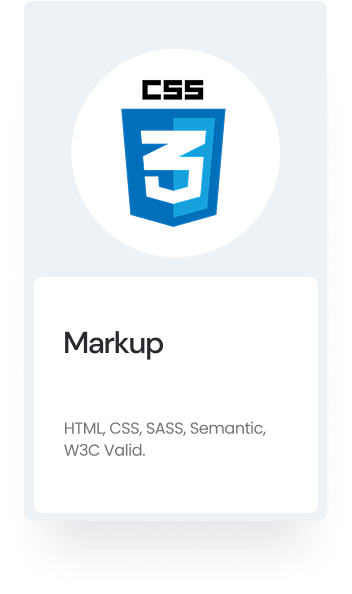 CSS
3
Markup
HTML, CSS, SASS, Semantic,
W3C Valid.